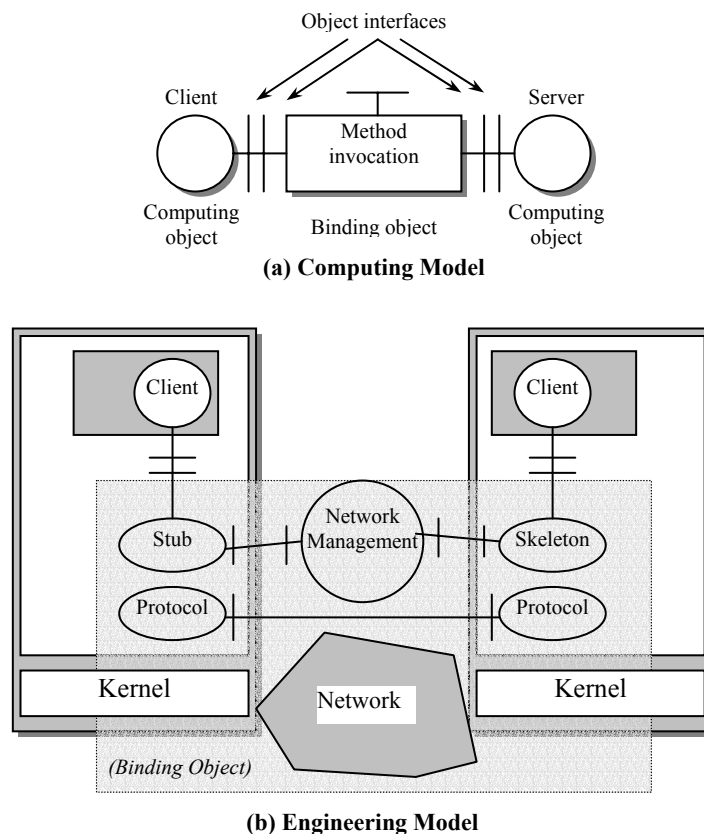 Object interfaces
Client
Server
Method
invocation
Computing
object
Binding object
Computing
object
(a) Computing Model
Client
Client
Network
Management
Stub
Skeleton
Protocol
Protocol
Kernel
Network
Kernel
(Binding Object)
(b) Engineering Model